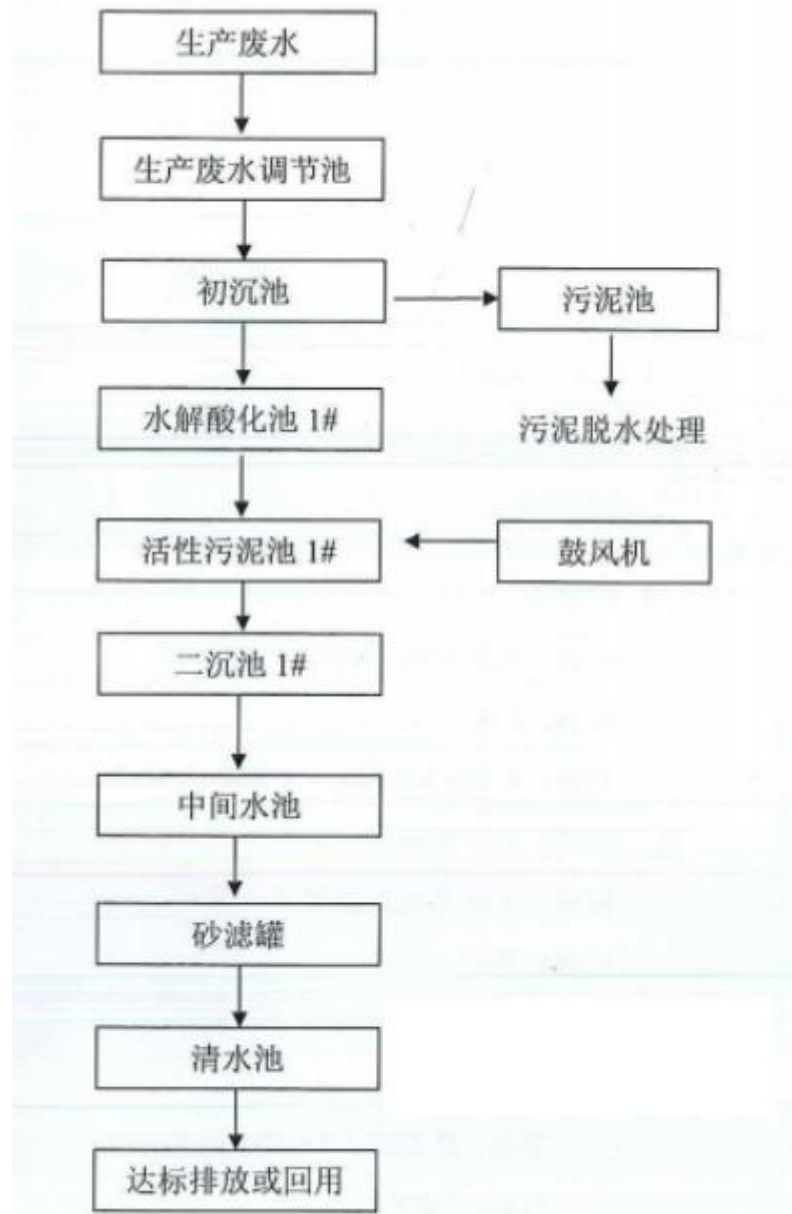 生产废水
生产废水调节池
初沉池
污泥池
水解酸化池 1#
污泥脱水处理
活性污泥池 1#
鼓风机
二沉池 1#
中间水池
砂滤罐
清水池
达标排放或回用